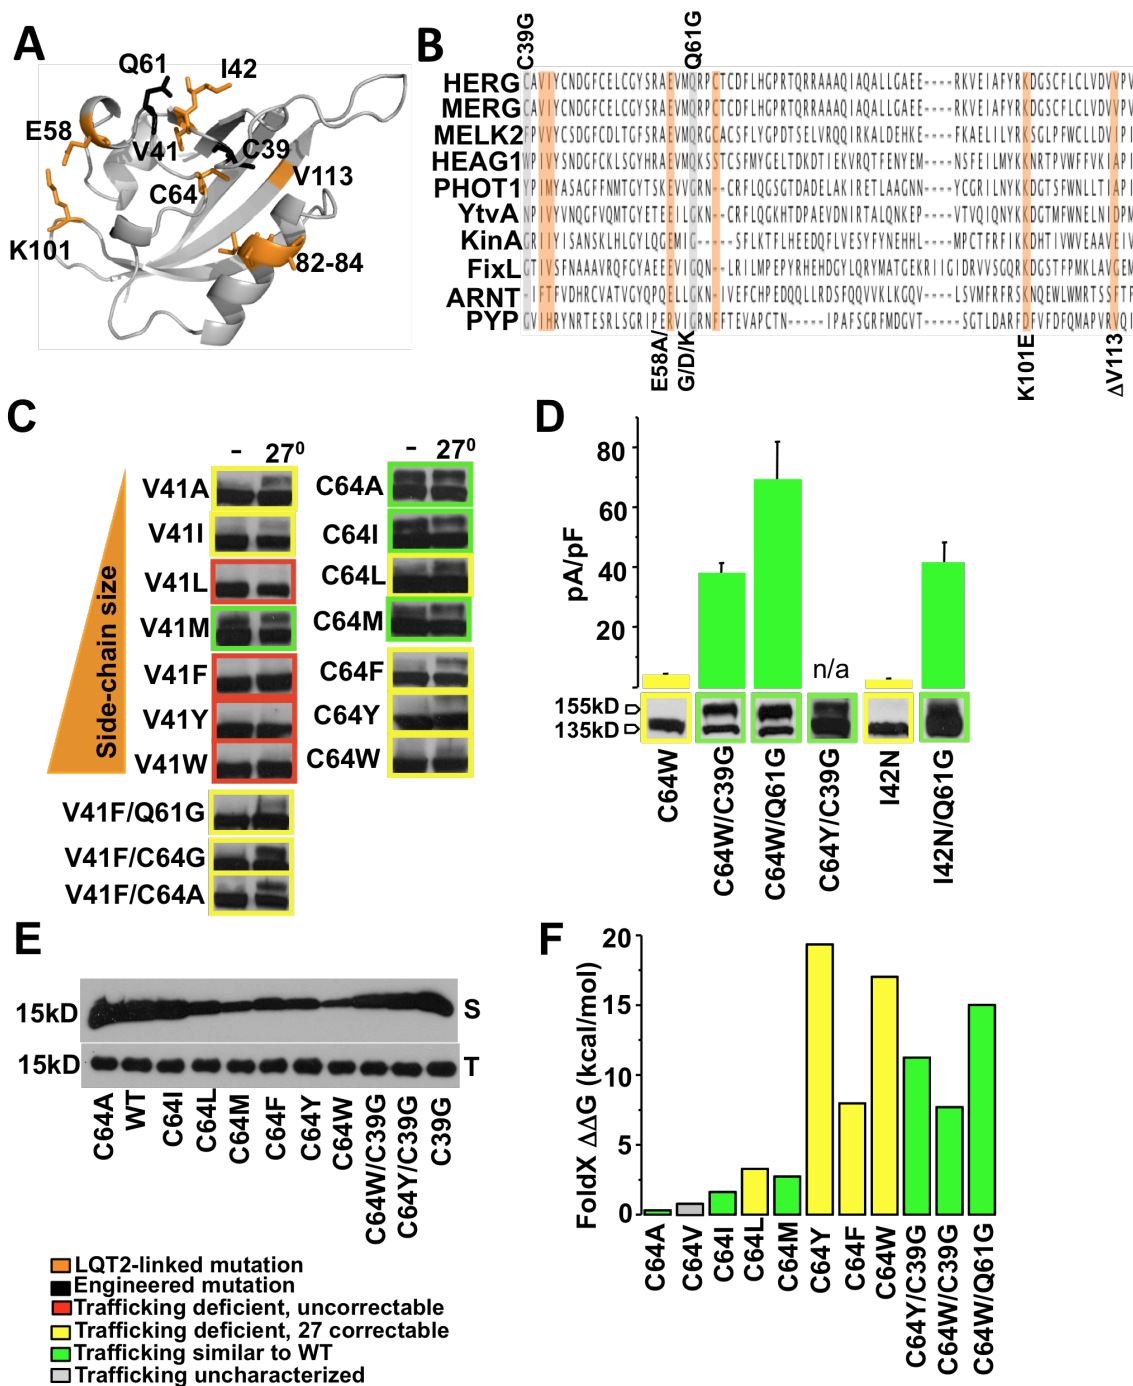 A
Q61
I42
E58
V41
C39
C64
V113
K101
82-84
B
C39G
Q61G
HERG
MERG
MELK2
HEAG1
PHOT1
YtvA
KinA
FixL
ARNT
PYP
E58A/
G/D/K
K101E
ΔV113
C
- 27⁰
- 27⁰
Side-chain size
V41A
V41I
V41L
V41M
V41F
V41Y
V41W
V41F/Q61G
V41F/C64G
V41F/C64A
C64A
C64I
C64L
C64M
C64F
C64Y
C64W
D
pA/pF
80
60
40
20
n/a
155kD
135kD
C64W
C64W/C39G
C64W/Q61G
C64Y/C39G
I42N
I42N/Q61G
E
15kD S
15kD T
C64A
WT
C64I
C64L
C64M
C64F
C64Y
C64W
C64W/C39G
C64Y/C39G
C39G
F
FoldX ΔΔG (kcal/mol)
20
15
10
5
0
C64A
C64V
C64I
C64L
C64M
C64Y
C64F
C64W
C64Y/C39G
C64W/C39G
C64W/Q61G
LQT2-linked mutation
Engineered mutation
Trafficking deficient, uncorrectable
Trafficking deficient, 27 correctable
Trafficking similar to WT
Trafficking uncharacterized